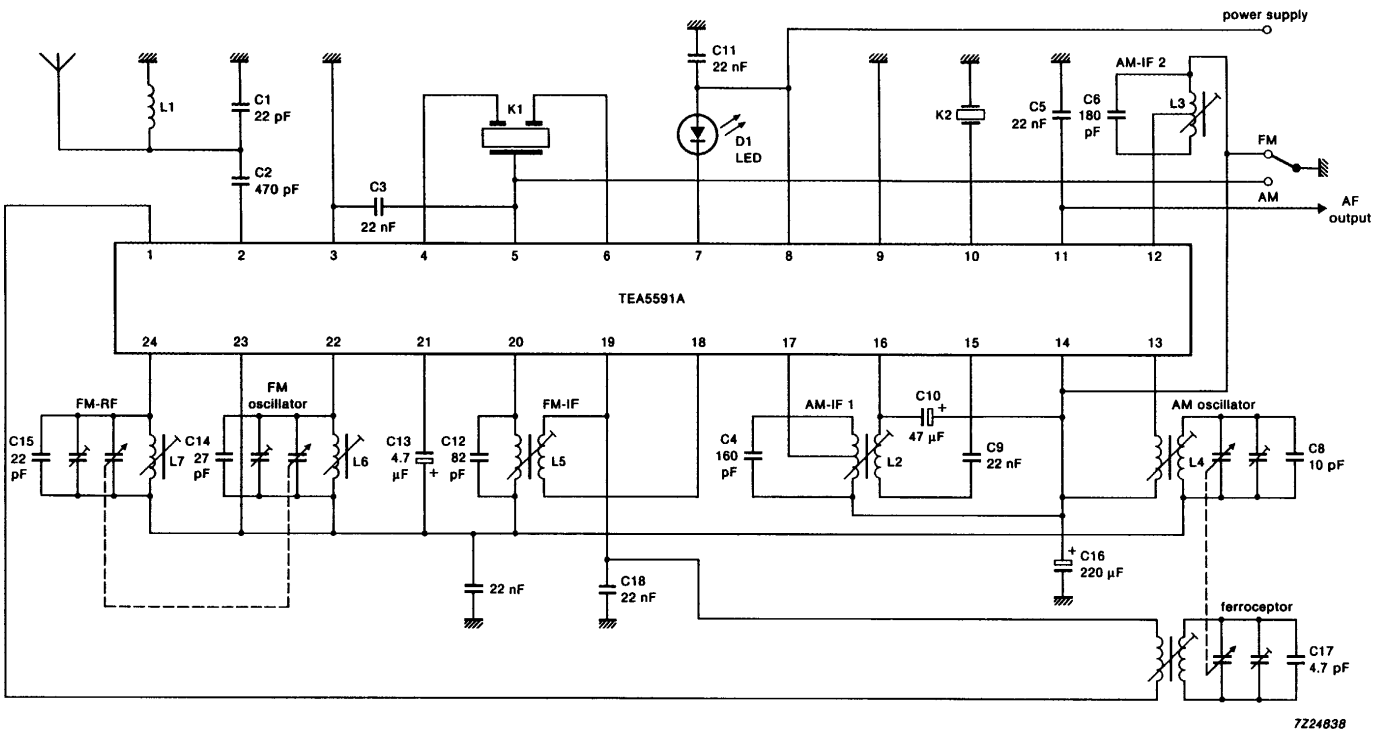 power supply
C11
22 nF
AM-IF 2
L1
C1
22 pF
K1
C6
180
pF
L3
C5
22 nF
K2
D1
LED
FM
C2
470 pF
C3
22 nF
AM
AF
output
1 2 3 4 5 6 7 8 9 10 11 12
TEA5591A
24 23 22 21 20 19 18 17 16 15 14 13
FM-RF
FM
oscillator
FM-IF
AM-IF 1
C10
47 µF
+
AM oscillator
C15
22
pF
L7
C14
27
pF
L6
C13
4.7
µF
+
C12
82
pF
L5
C4
160
pF
L2
C9
22 nF
L4
C8
10 pF
22 nF
C18
22 nF
+
C16
220 µF
ferroceptor
C17
4.7 pF
7Z24838